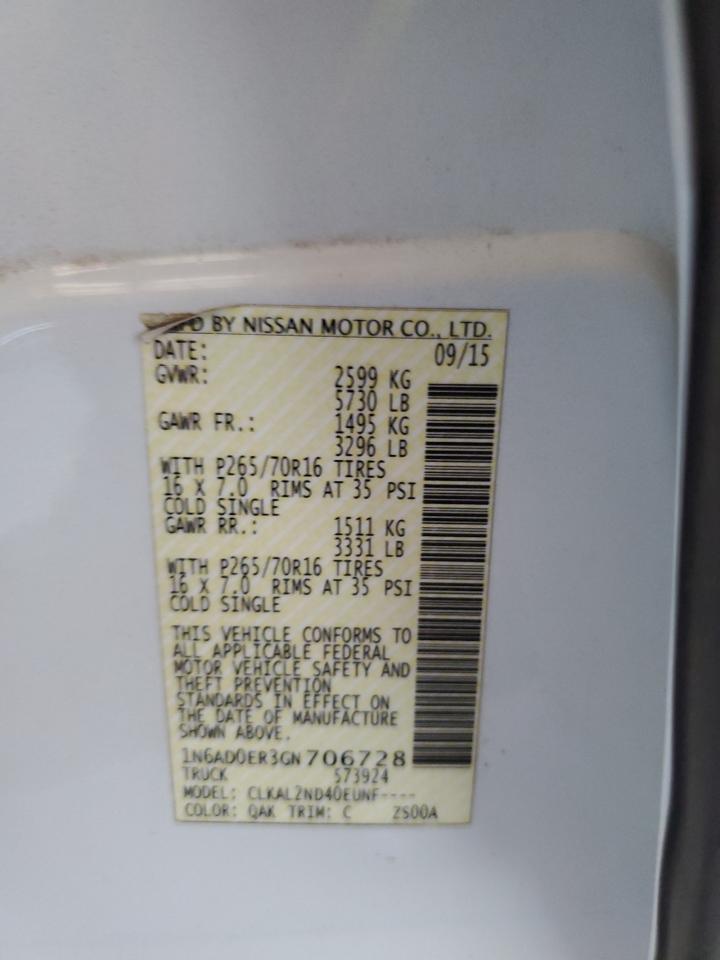 MFD BY NISSAN MOTOR CO., LTD.
DATE: 09/15
GVWR: 2599 KG
5730 LB
GAWR FR.: 1495 KG
3296 LB
WITH P265/70R16 TIRES
16 X 7.0 RIMS AT 35 PSI
COLD SINGLE
GAWR RR.: 1511 KG
3331 LB
WITH P265/70R16 TIRES
16 X 7.0 RIMS AT 35 PSI
COLD SINGLE
THIS VEHICLE CONFORMS TO
ALL APPLICABLE FEDERAL
MOTOR VEHICLE SAFETY AND
THEFT PREVENTION
STANDARDS IN EFFECT ON
THE DATE OF MANUFACTURE
SHOWN ABOVE.
1N6AD0ER3GN706728
TRUCK 573924
MODEL: CLKAL2ND40EUNF----
COLOR: QAK TRIM: C ZS00A